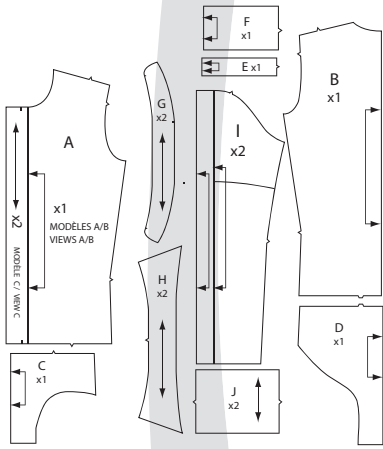 F
x1
E x1
B
x1
G
x2
A
I
x2
x1
MODÈLES A/B
VIEWS A/B
x2
MODÈLE C / VIEW C
H
x2
D
x1
C
x1
J
x2